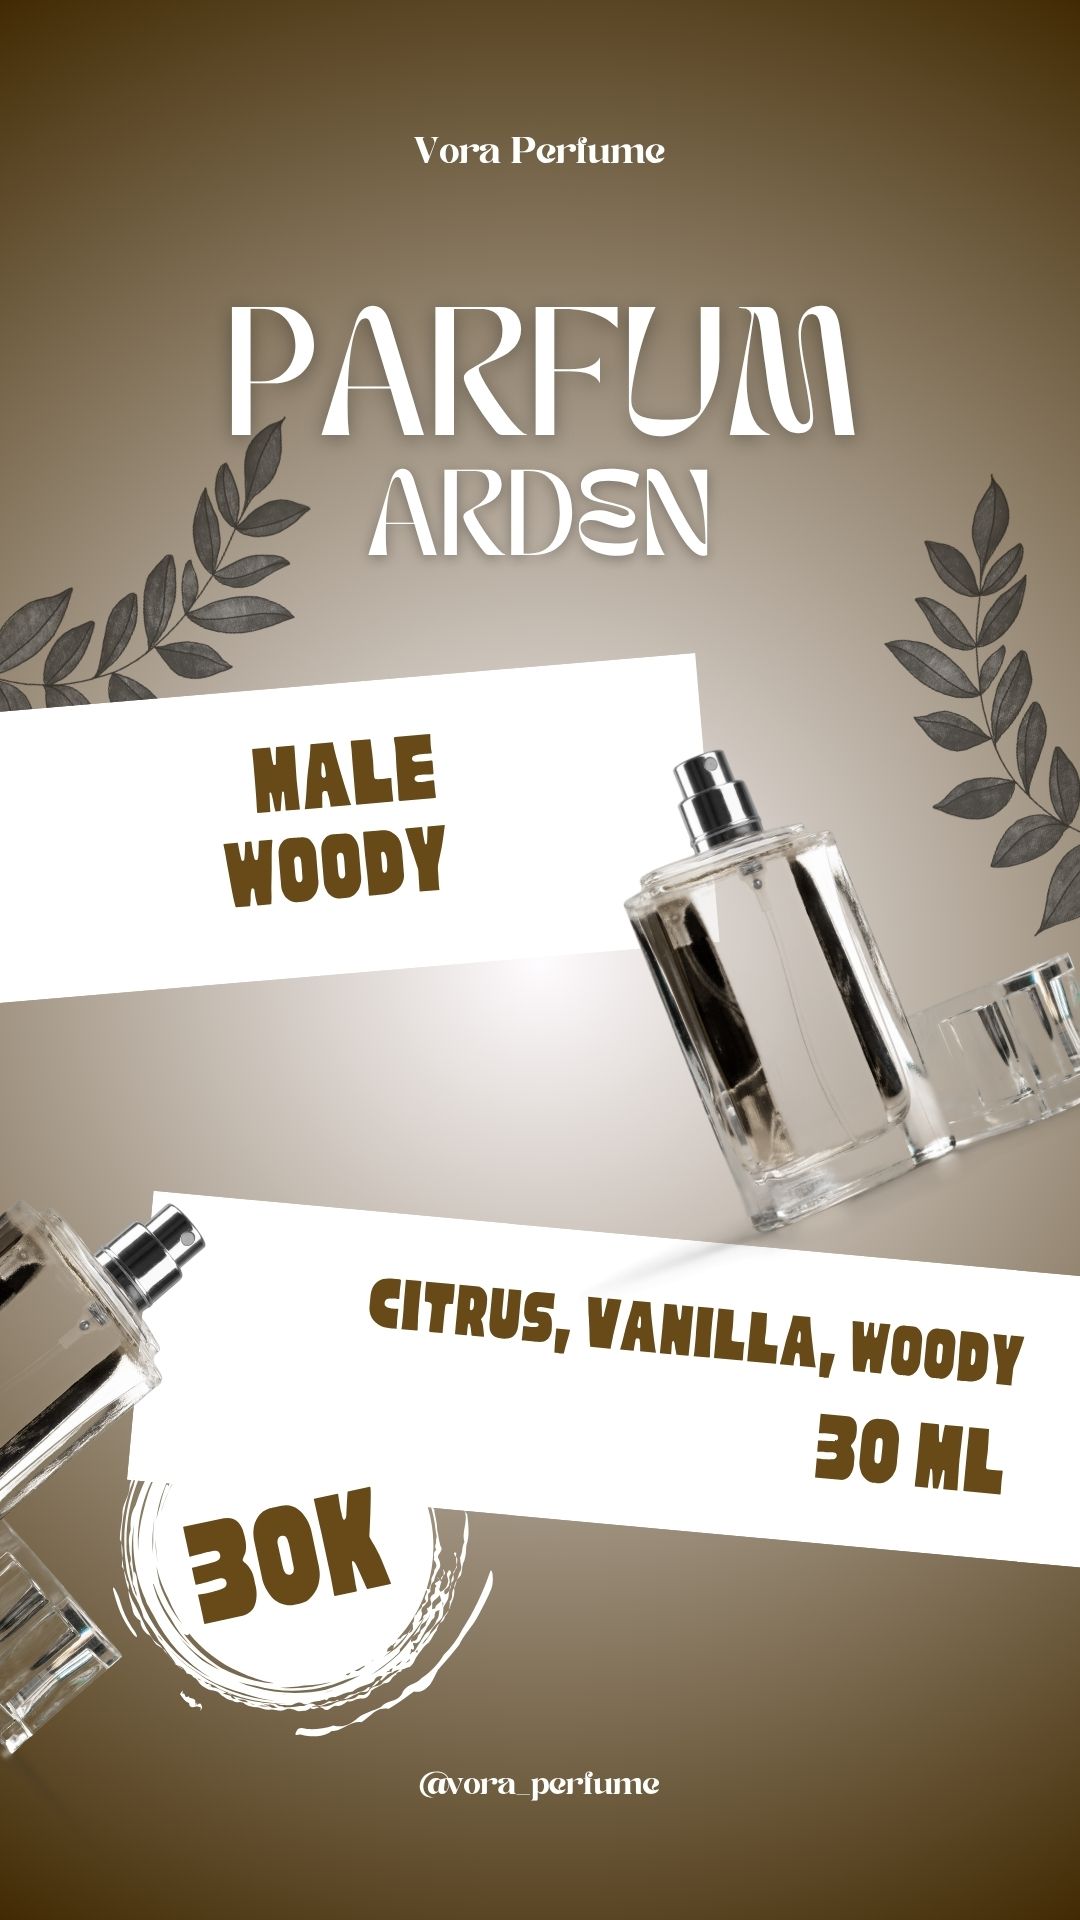 Vora Perfume
PARFUM
ARDEN
MALE
WOODY
CITRUS, VANILLA, WOODY
30 ML
30K
@vora_perfume